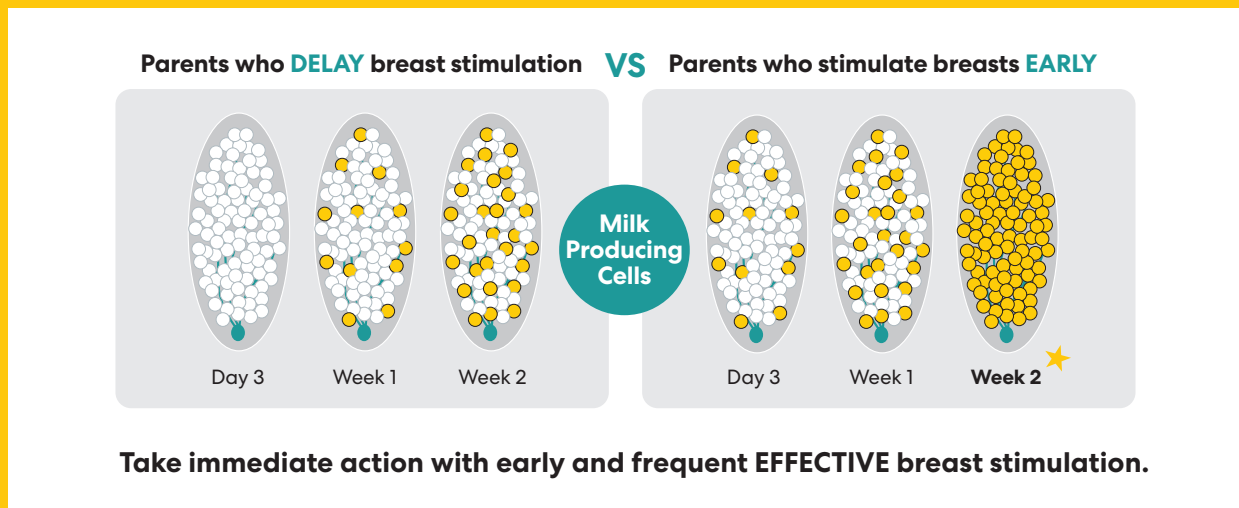 Parents who DELAY breast stimulation VS Parents who stimulate breasts EARLY
Milk
Producing
Cells
Day 3 Week 1 Week 2 Day 3 Week 1 Week 2
Take immediate action with early and frequent EFFECTIVE breast stimulation.